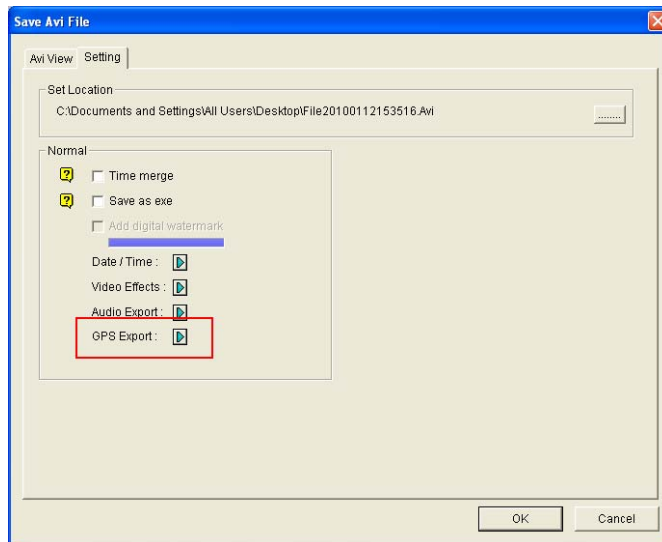 Save Avi File
Avi View Setting
Set Location
C:\Documents and Settings\All Users\Desktop\File20100112153516.Avi
........
Normal
Time merge
Save as exe
Add digital watermark
Date / Time :
Video Effects :
Audio Export :
GPS Export :
OK Cancel